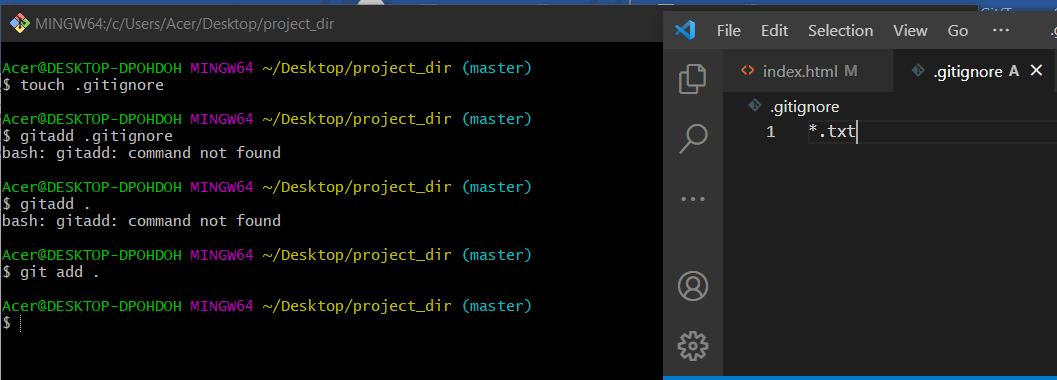 MINGW64:/c/Users/Acer/Desktop/project_dir
Acer@DESKTOP-DPOHDOH MINGW64 ~/Desktop/project_dir (master)
$ touch .gitignore
Acer@DESKTOP-DPOHDOH MINGW64 ~/Desktop/project_dir (master)
$ gitadd .gitignore
bash: gitadd: command not found
Acer@DESKTOP-DPOHDOH MINGW64 ~/Desktop/project_dir (master)
$ gitadd .
bash: gitadd: command not found
Acer@DESKTOP-DPOHDOH MINGW64 ~/Desktop/project_dir (master)
$ git add .
Acer@DESKTOP-DPOHDOH MINGW64 ~/Desktop/project_dir (master)
$
File Edit Selection View Go ···
index.html M .gitignore A
.gitignore
1 *.txt